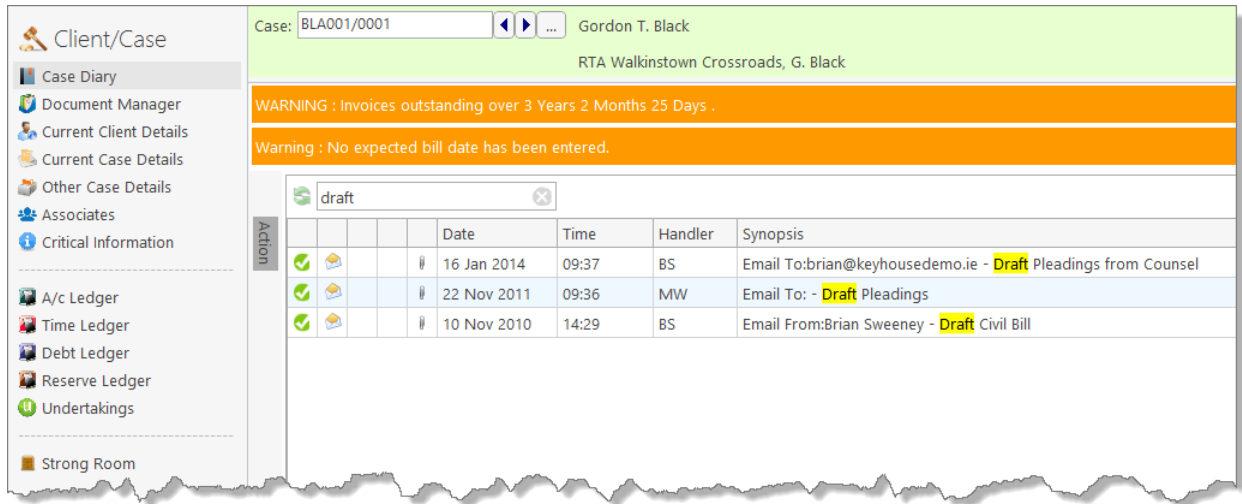 Client/Case
Case Diary
Document Manager
Current Client Details
Current Case Details
Other Case Details
Associates
Critical Information
A/c Ledger
Time Ledger
Debt Ledger
Reserve Ledger
Undertakings
Strong Room
Case: BLA001/0001 ... Gordon T. Black
RTA Walkinstown Crossroads, G. Black
WARNING : Invoices outstanding over 3 Years 2 Months 25 Days .
Warning : No expected bill date has been entered.
Action
draft
Date Time Handler Synopsis
16 Jan 2014 09:37 BS Email To:brian@keyhousedemo.ie - Draft Pleadings from Counsel
22 Nov 2011 09:36 MW Email To: - Draft Pleadings
10 Nov 2010 14:29 BS Email From:Brian Sweeney - Draft Civil Bill